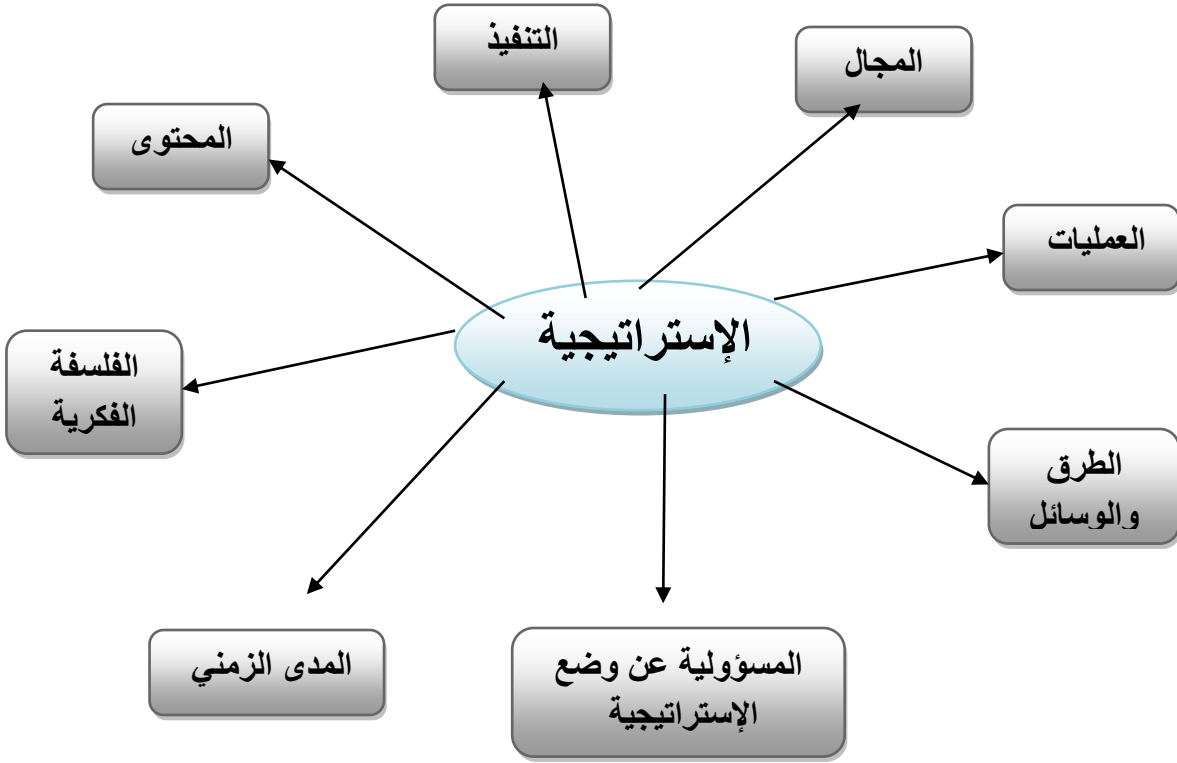 التنفيذ
المجال
المحتوى
العمليات
الإستراتيجية
الفلسفة
الفكرية
الطرق
والوسائل
المدى الزمني
المسؤولية عن وضع
الإستراتيجية